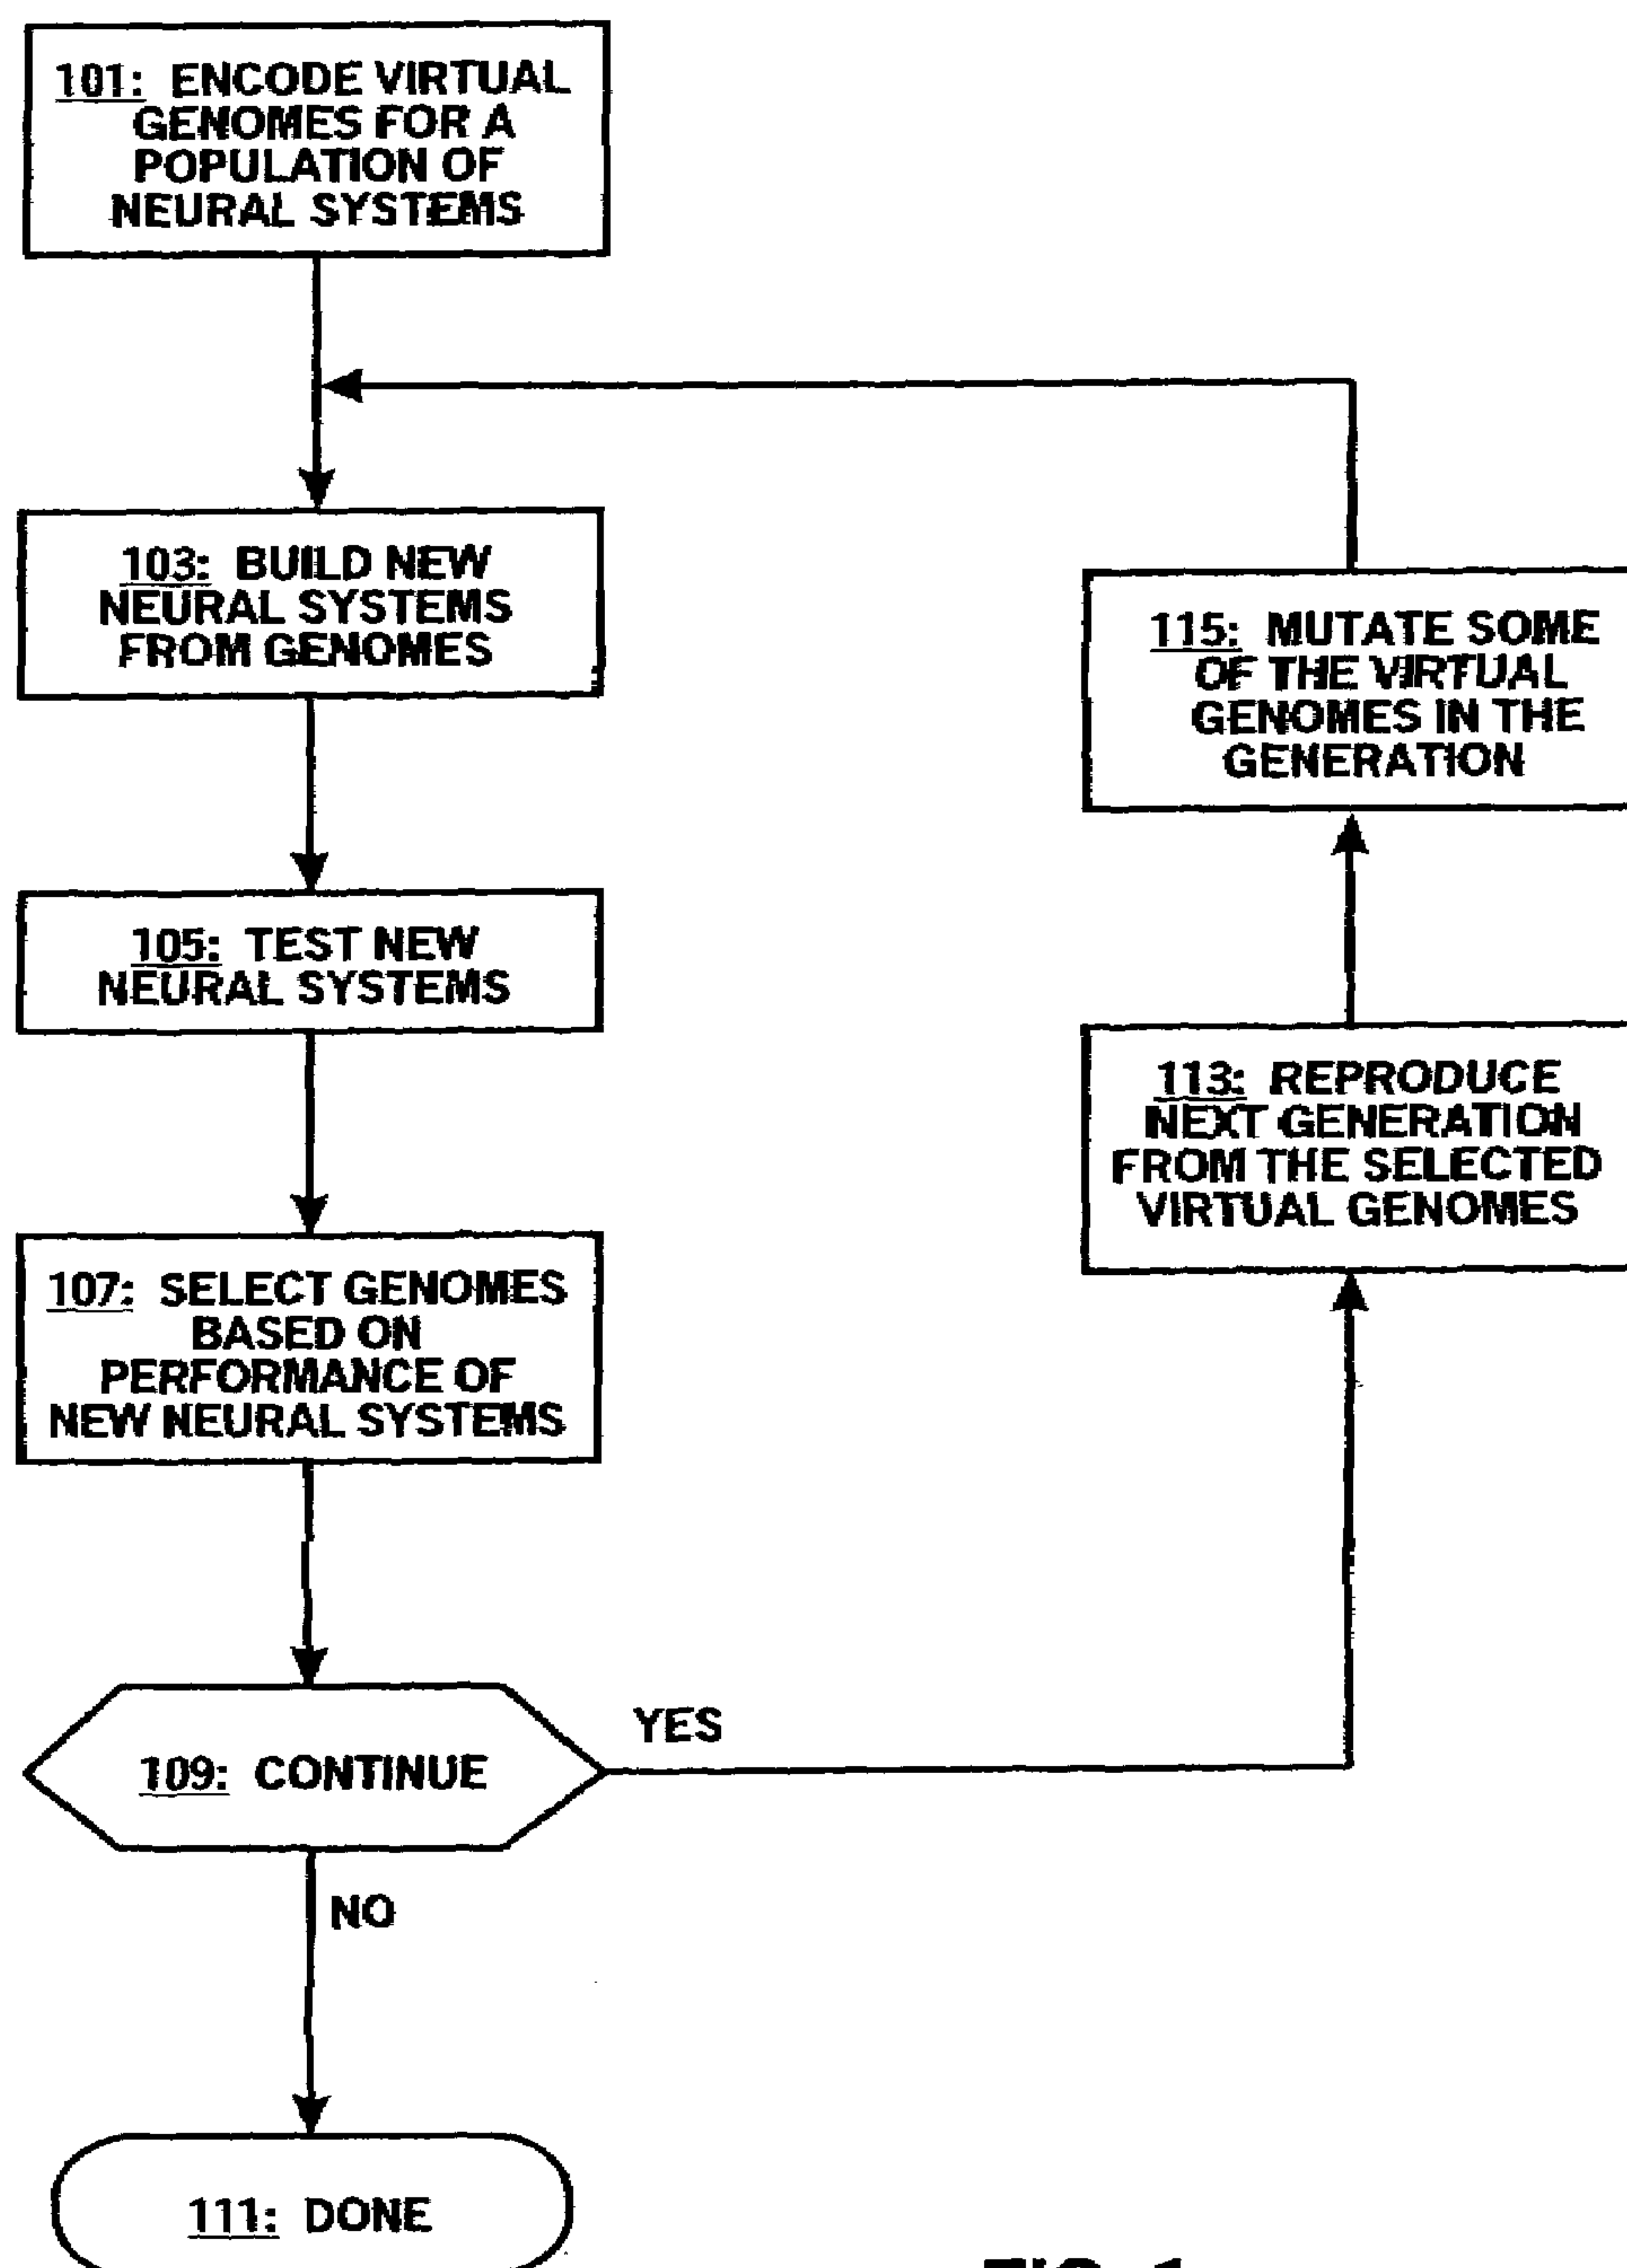 101: ENCODE VIRTUAL
GENOMES FOR A
POPULATION OF
NEURAL SYSTEMS
103: BUILD NEW
NEURAL SYSTEMS
FROM GENOMES
105: TEST NEW
NEURAL SYSTEMS
107: SELECT GENOMES
BASED ON
PERFORMANCE OF
NEW NEURAL SYSTEMS
109: CONTINUE
YES
NO
111: DONE
115: MUTATE SOME
OF THE VIRTUAL
GENOMES IN THE
GENERATION
113: REPRODUCE
NEXT GENERATION
FROM THE SELECTED
VIRTUAL GENOMES